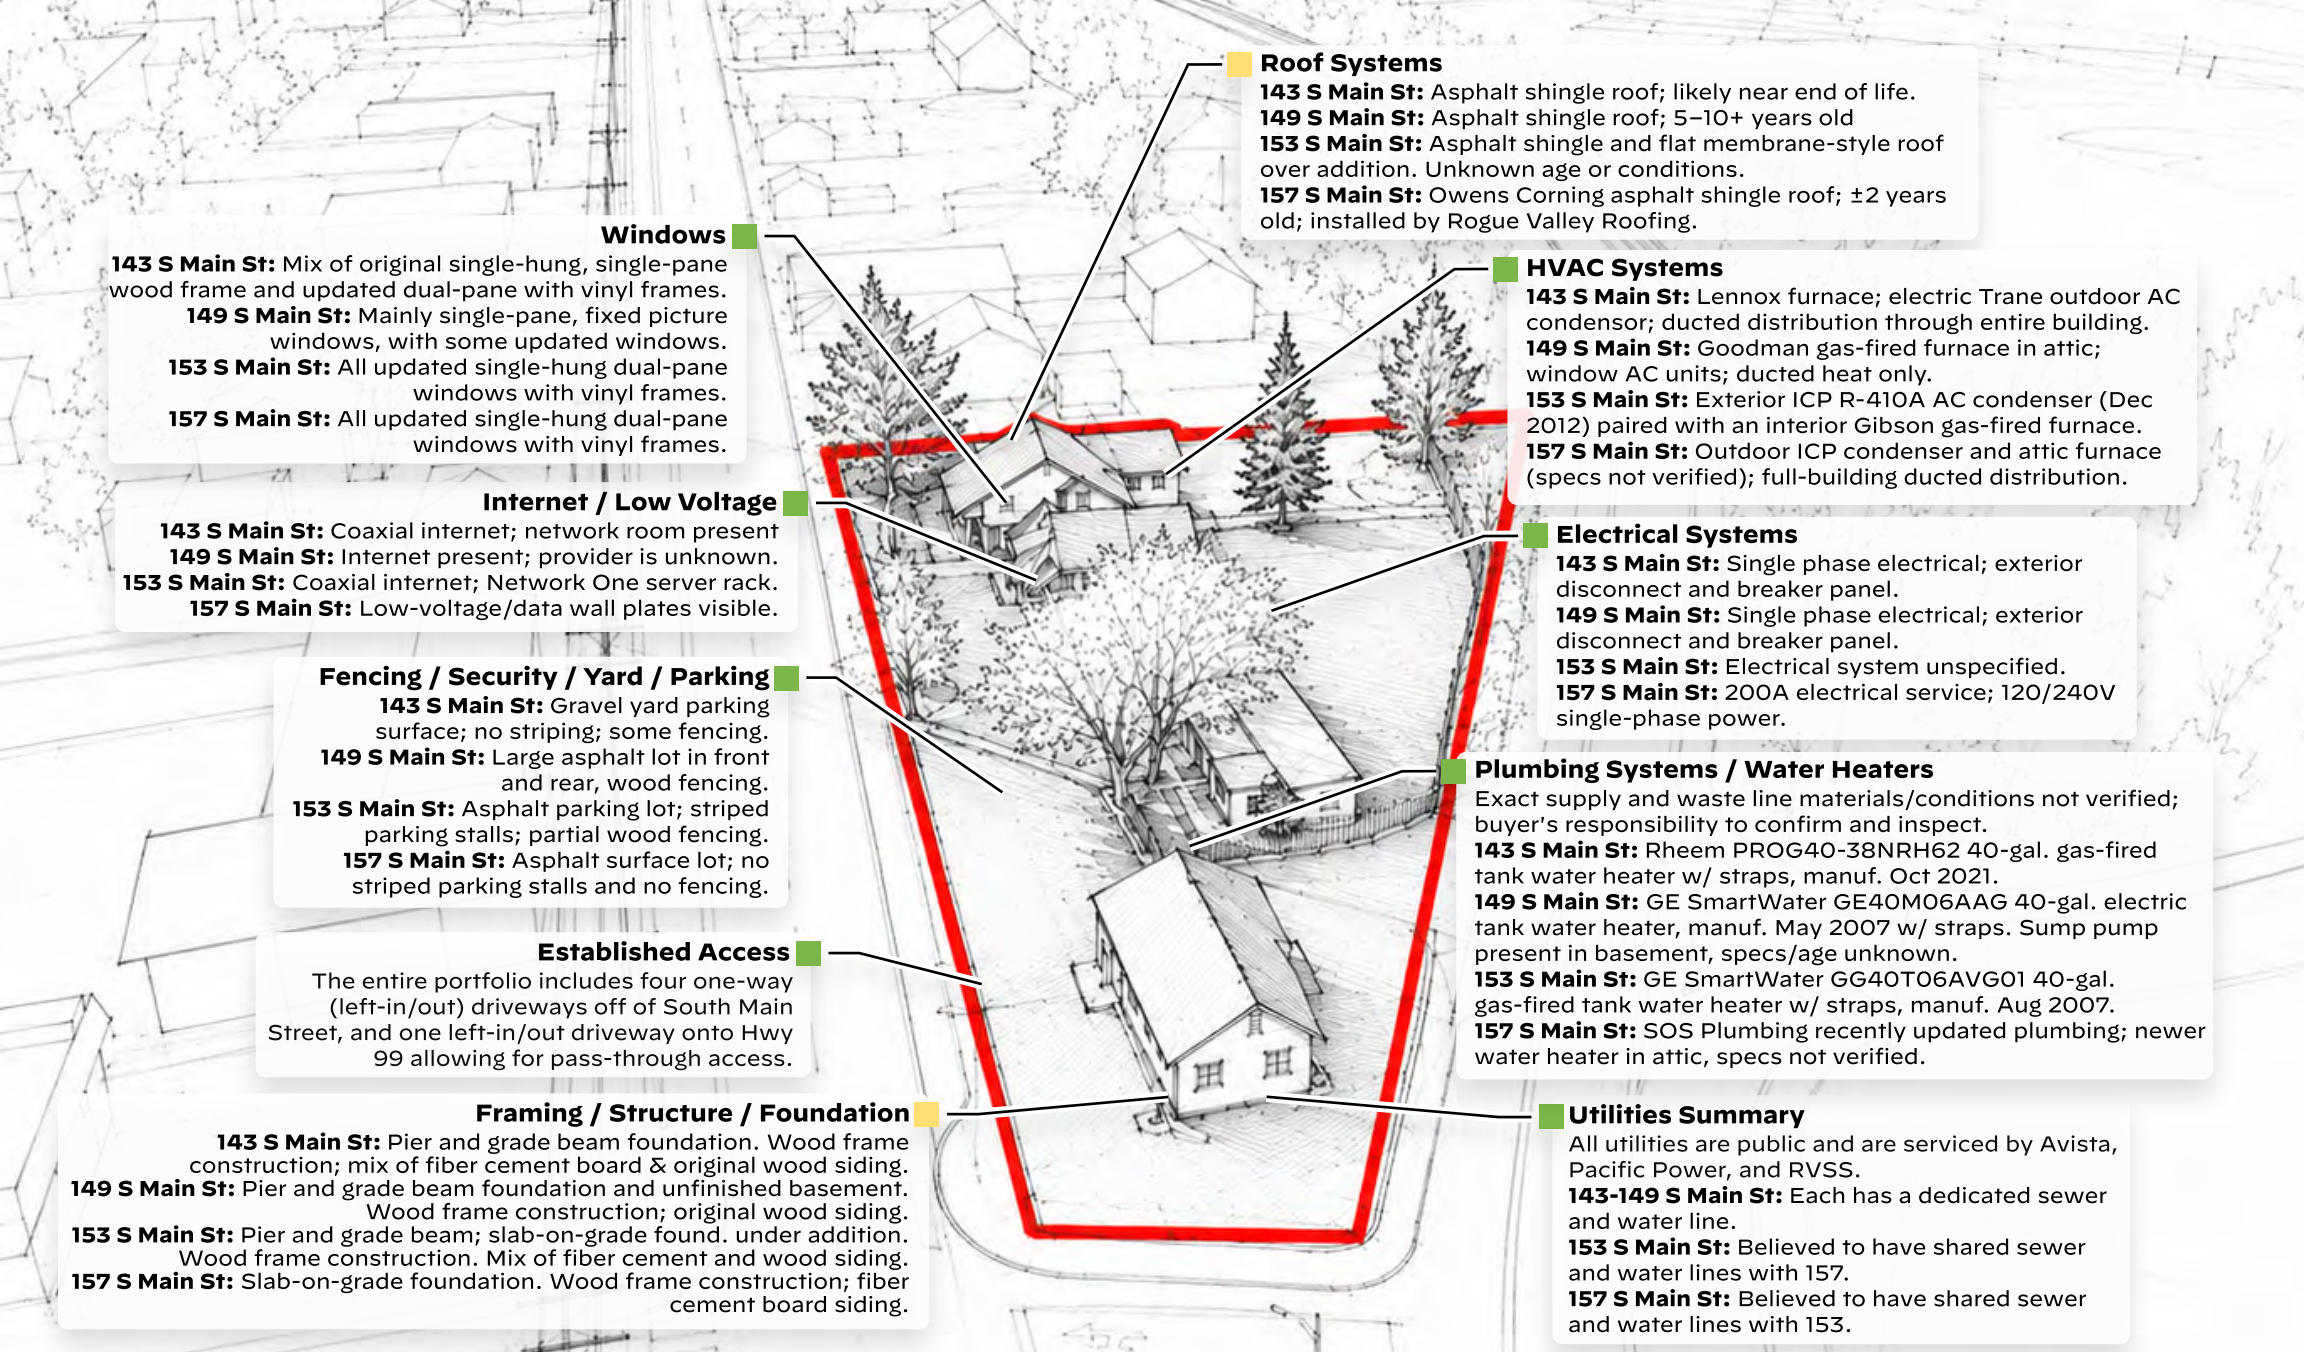 Roof Systems
143 S Main St: Asphalt shingle roof; likely near end of life.
149 S Main St: Asphalt shingle roof; 5–10+ years old
153 S Main St: Asphalt shingle and flat membrane-style roof
over addition. Unknown age or conditions.
157 S Main St: Owens Corning asphalt shingle roof; ±2 years
old; installed by Rogue Valley Roofing.
Windows
143 S Main St: Mix of original single-hung, single-pane
wood frame and updated dual-pane with vinyl frames.
149 S Main St: Mainly single-pane, fixed picture
windows, with some updated windows.
153 S Main St: All updated single-hung dual-pane
windows with vinyl frames.
157 S Main St: All updated single-hung dual-pane
windows with vinyl frames.
HVAC Systems
143 S Main St: Lennox furnace; electric Trane outdoor AC
condensor; ducted distribution through entire building.
149 S Main St: Goodman gas-fired furnace in attic;
window AC units; ducted heat only.
153 S Main St: Exterior ICP R-410A AC condenser (Dec
2012) paired with an interior Gibson gas-fired furnace.
157 S Main St: Outdoor ICP condenser and attic furnace
(specs not verified); full-building ducted distribution.
Internet / Low Voltage
143 S Main St: Coaxial internet; network room present
149 S Main St: Internet present; provider is unknown.
153 S Main St: Coaxial internet; Network One server rack.
157 S Main St: Low-voltage/data wall plates visible.
Electrical Systems
143 S Main St: Single phase electrical; exterior
disconnect and breaker panel.
149 S Main St: Single phase electrical; exterior
disconnect and breaker panel.
153 S Main St: Electrical system unspecified.
157 S Main St: 200A electrical service; 120/240V
single-phase power.
Fencing / Security / Yard / Parking
143 S Main St: Gravel yard parking
surface; no striping; some fencing.
149 S Main St: Large asphalt lot in front
and rear, wood fencing.
153 S Main St: Asphalt parking lot; striped
parking stalls; partial wood fencing.
157 S Main St: Asphalt surface lot; no
striped parking stalls and no fencing.
Plumbing Systems / Water Heaters
Exact supply and waste line materials/conditions not verified;
buyer's responsibility to confirm and inspect.
143 S Main St: Rheem PROG40-38NRH62 40-gal. gas-fired
tank water heater w/ straps, manuf. Oct 2021.
149 S Main St: GE SmartWater GE40M06AAG 40-gal. electric
tank water heater, manuf. May 2007 w/ straps. Sump pump
present in basement, specs/age unknown.
153 S Main St: GE SmartWater GG40T06AVG01 40-gal.
gas-fired tank water heater w/ straps, manuf. Aug 2007.
157 S Main St: SOS Plumbing recently updated plumbing; newer
water heater in attic, specs not verified.
Established Access
The entire portfolio includes four one-way
(left-in/out) driveways off of South Main
Street, and one left-in/out driveway onto Hwy
99 allowing for pass-through access.
Framing / Structure / Foundation
143 S Main St: Pier and grade beam foundation. Wood frame
construction; mix of fiber cement board & original wood siding.
149 S Main St: Pier and grade beam foundation and unfinished basement.
Wood frame construction; original wood siding.
153 S Main St: Pier and grade beam; slab-on-grade found. under addition.
Wood frame construction. Mix of fiber cement and wood siding.
157 S Main St: Slab-on-grade foundation. Wood frame construction; fiber
cement board siding.
Utilities Summary
All utilities are public and are serviced by Avista,
Pacific Power, and RVSS.
143-149 S Main St: Each has a dedicated sewer
and water line.
153 S Main St: Believed to have shared sewer
and water lines with 157.
157 S Main St: Believed to have shared sewer
and water lines with 153.